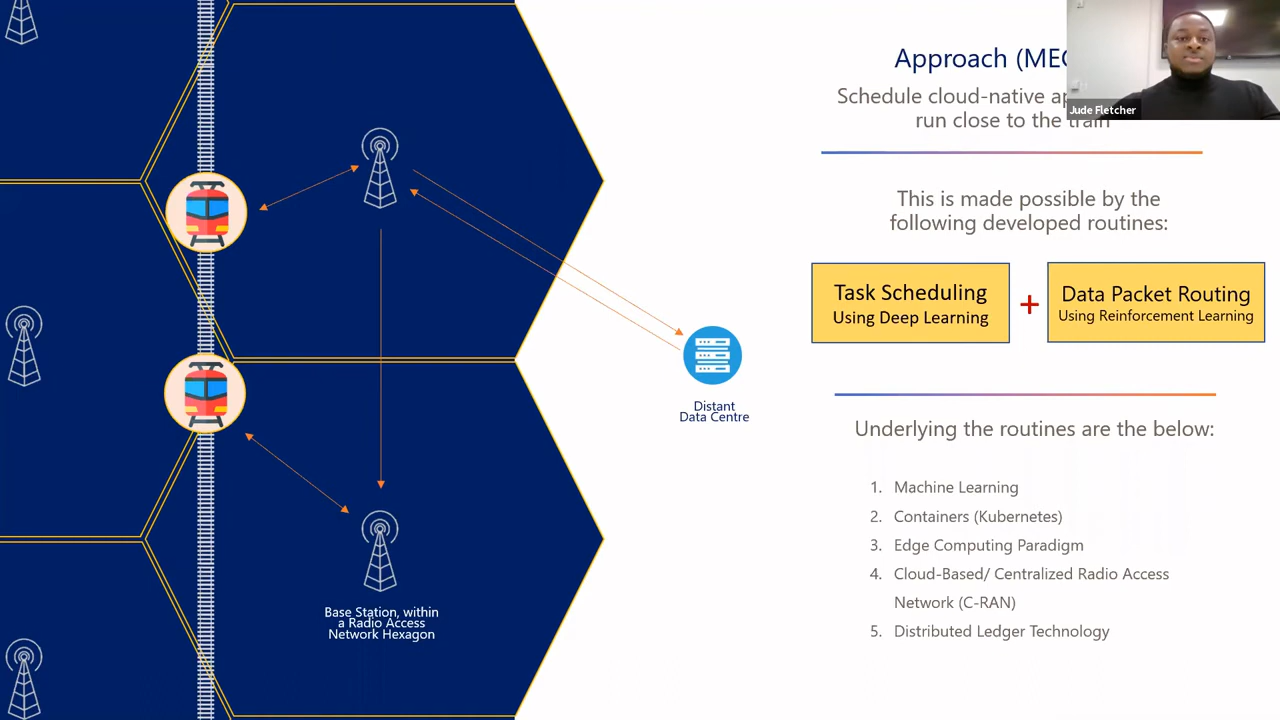 Approach (MEC
Schedule cloud-native
run close to the train
Jude Fletcher
This is made possible by the
following developed routines:
Task Scheduling
Using Deep Learning
+
Data Packet Routing
Using Reinforcement Learning
Distant
Data Centre
Underlying the routines are the below:
1. Machine Learning
2. Containers (Kubernetes)
3. Edge Computing Paradigm
4. Cloud-Based/ Centralized Radio Access
Network (C-RAN)
5. Distributed Ledger Technology
Base Station, within
a Radio Access
Network Hexagon